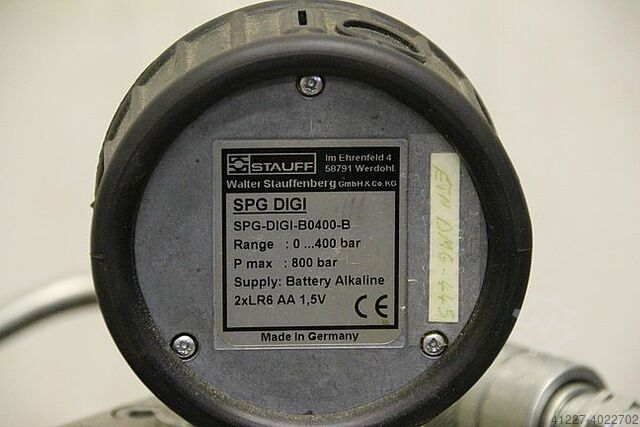 STAUFF
Im Ehrenfeld 4
58791 Werdohl
Walter Stauffenberg GmbH & Co. KG
SPG DIGI
SPG-DIGI-B0400-B
Range : 0 ...400 bar
P max : 800 bar
Supply: Battery Alkaline
2xLR6 AA 1,5V
CE
Made in Germany
ETN DMG-445
41227-4022702